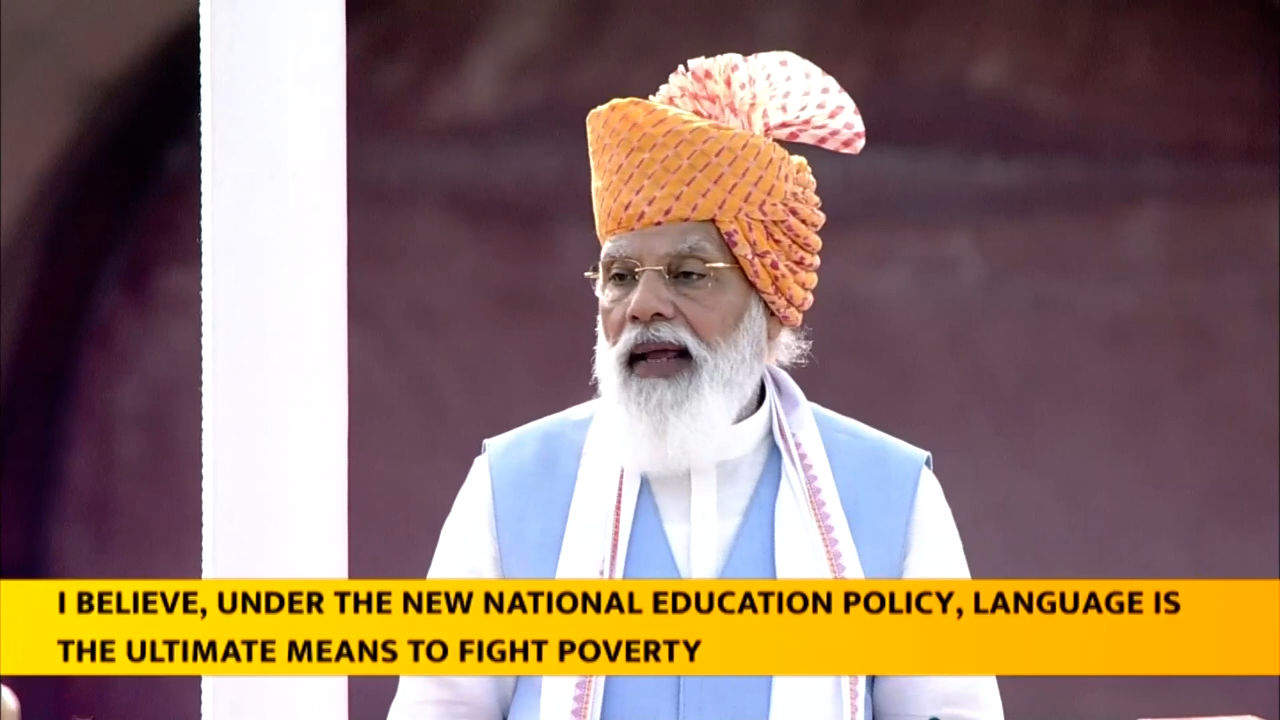 I BELIEVE, UNDER THE NEW NATIONAL EDUCATION POLICY, LANGUAGE IS
THE ULTIMATE MEANS TO FIGHT POVERTY